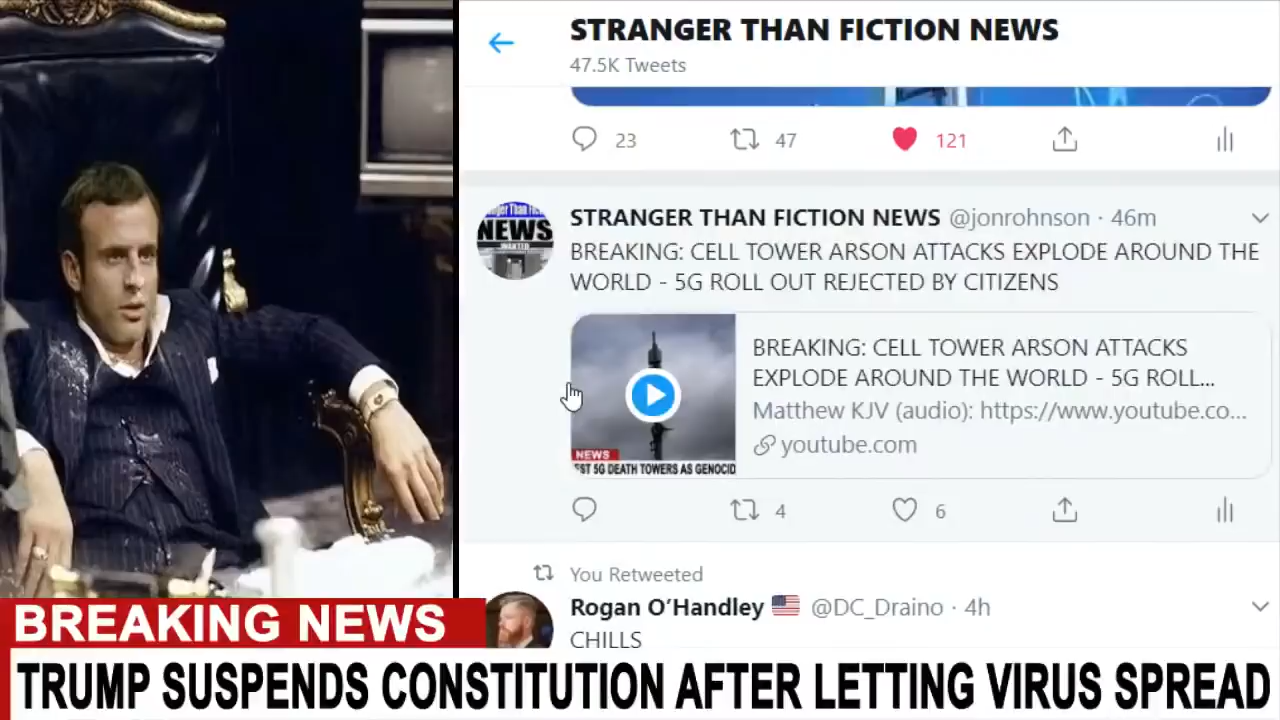 STRANGER THAN FICTION NEWS
47.5K Tweets
23 47 121
STRANGER THAN FICTION NEWS @jonrohnson · 46m
BREAKING: CELL TOWER ARSON ATTACKS EXPLODE AROUND THE
WORLD - 5G ROLL OUT REJECTED BY CITIZENS
NEWS
WANTED
BREAKING: CELL TOWER ARSON ATTACKS
EXPLODE AROUND THE WORLD - 5G ROLL...
Matthew KJV (audio): https://www.youtube.co...
youtube.com
NEWS
EST 5G DEATH TOWERS AS GENOCID
4 6
You Retweeted
Rogan O’Handley @DC_Draino · 4h
CHILLS
BREAKING NEWS
TRUMP SUSPENDS CONSTITUTION AFTER LETTING VIRUS SPREAD